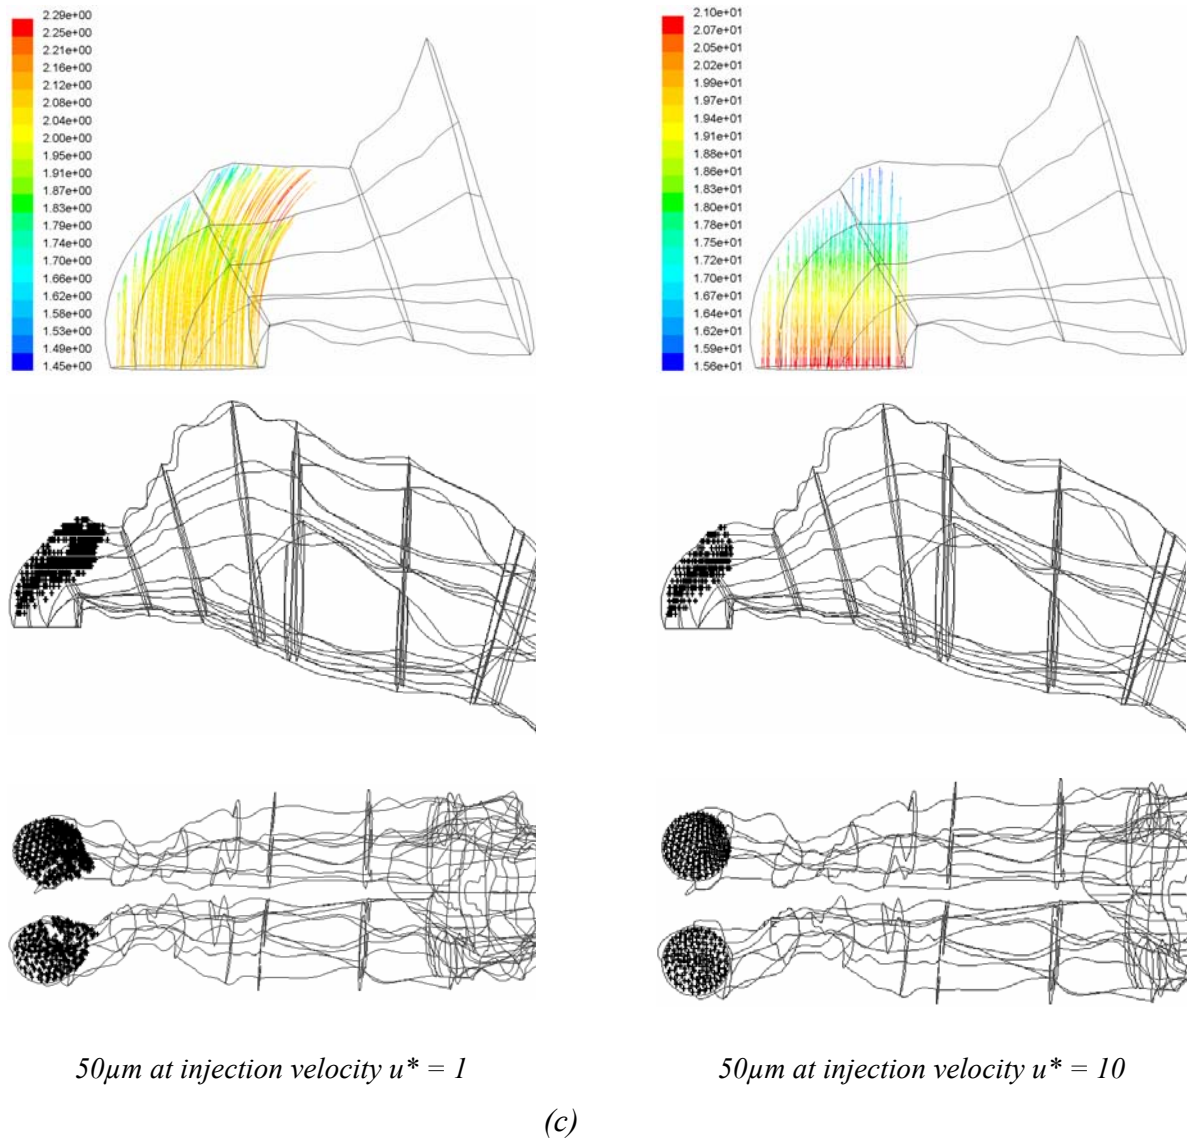 2.29e+00
2.25e+00
2.21e+00
2.16e+00
2.12e+00
2.08e+00
2.04e+00
2.00e+00
1.95e+00
1.91e+00
1.87e+00
1.83e+00
1.79e+00
1.74e+00
1.70e+00
1.66e+00
1.62e+00
1.58e+00
1.53e+00
1.49e+00
1.45e+00
2.10e+01
2.07e+01
2.05e+01
2.02e+01
1.99e+01
1.97e+01
1.94e+01
1.91e+01
1.88e+01
1.86e+01
1.83e+01
1.80e+01
1.78e+01
1.75e+01
1.72e+01
1.70e+01
1.67e+01
1.64e+01
1.62e+01
1.59e+01
1.56e+01
50µm at injection velocity u* = 1
50µm at injection velocity u* = 10
(c)